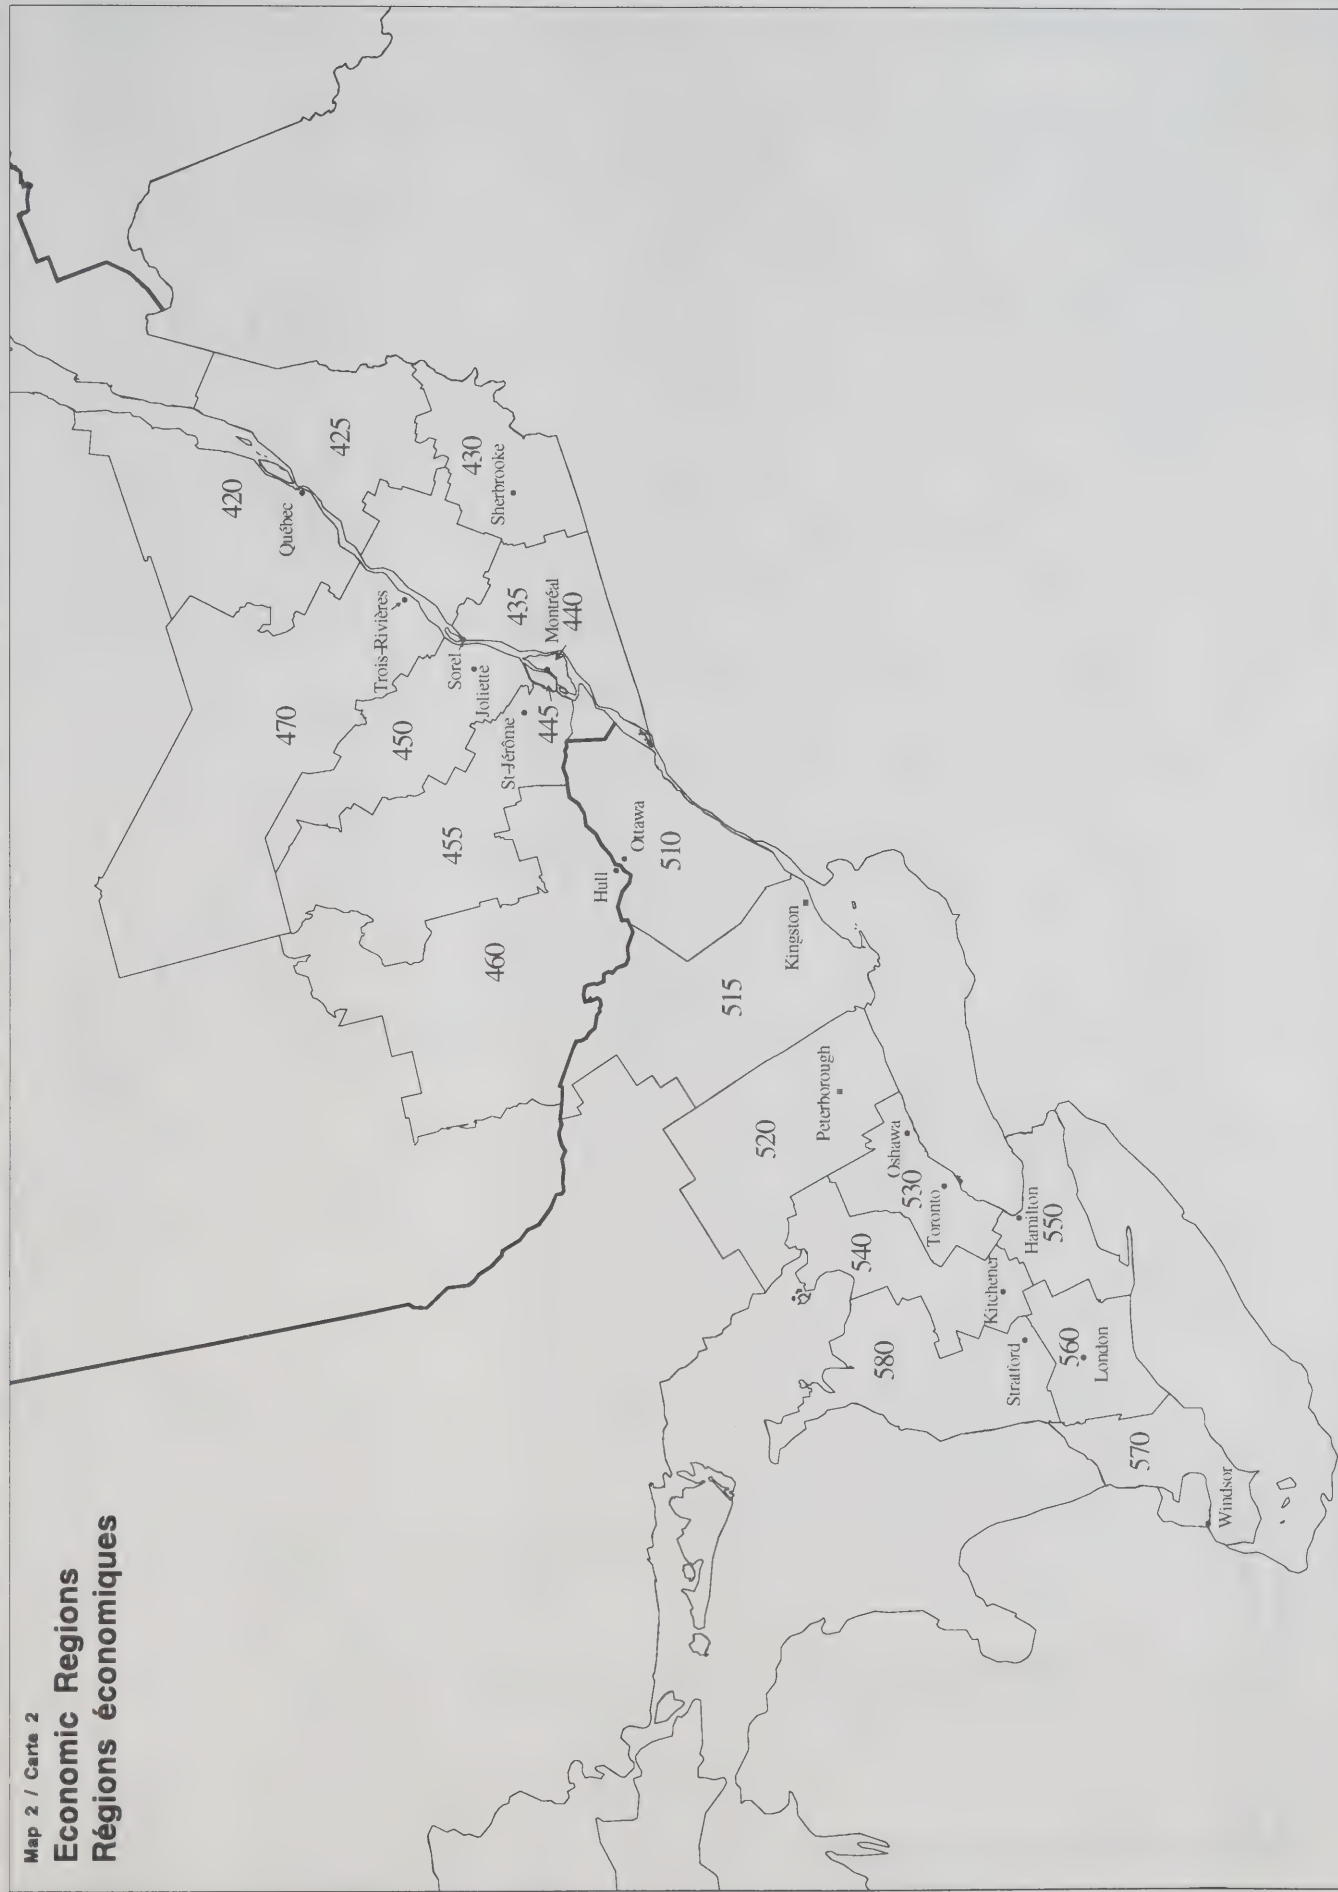 Map 2 / Carte 2
Economic Regions
Régions économiques
470
420
Québec
425
Trois-Rivières
450
Sorel
Joliette
430
Sherbrooke
455
St-Jérôme
445
435
Montréal
440
460
Hull
Ottawa
510
515
Kingston
520
Peterborough
540
Oshawa
530
Toronto
580
Kitchener
Hamilton
550
Stratford
560
London
570
Windsor